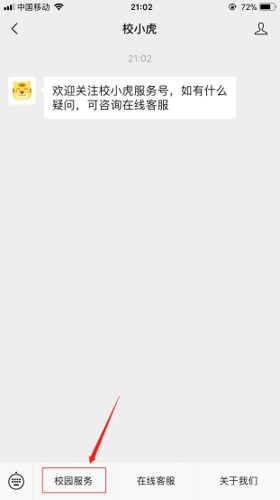 中国移动 21:02 92%
校小虎
21:02
欢迎关注校小虎服务号，如有什么
疑问，可咨询在线客服
校园服务 在线客服 关于我们